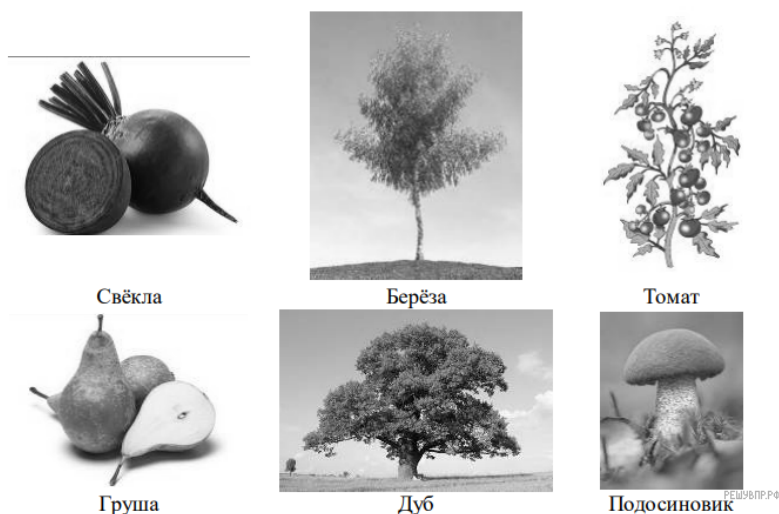 Свёкла
Берёза
Томат
Груша
Дуб
Подосиновик
РЕШУВПР.РФ